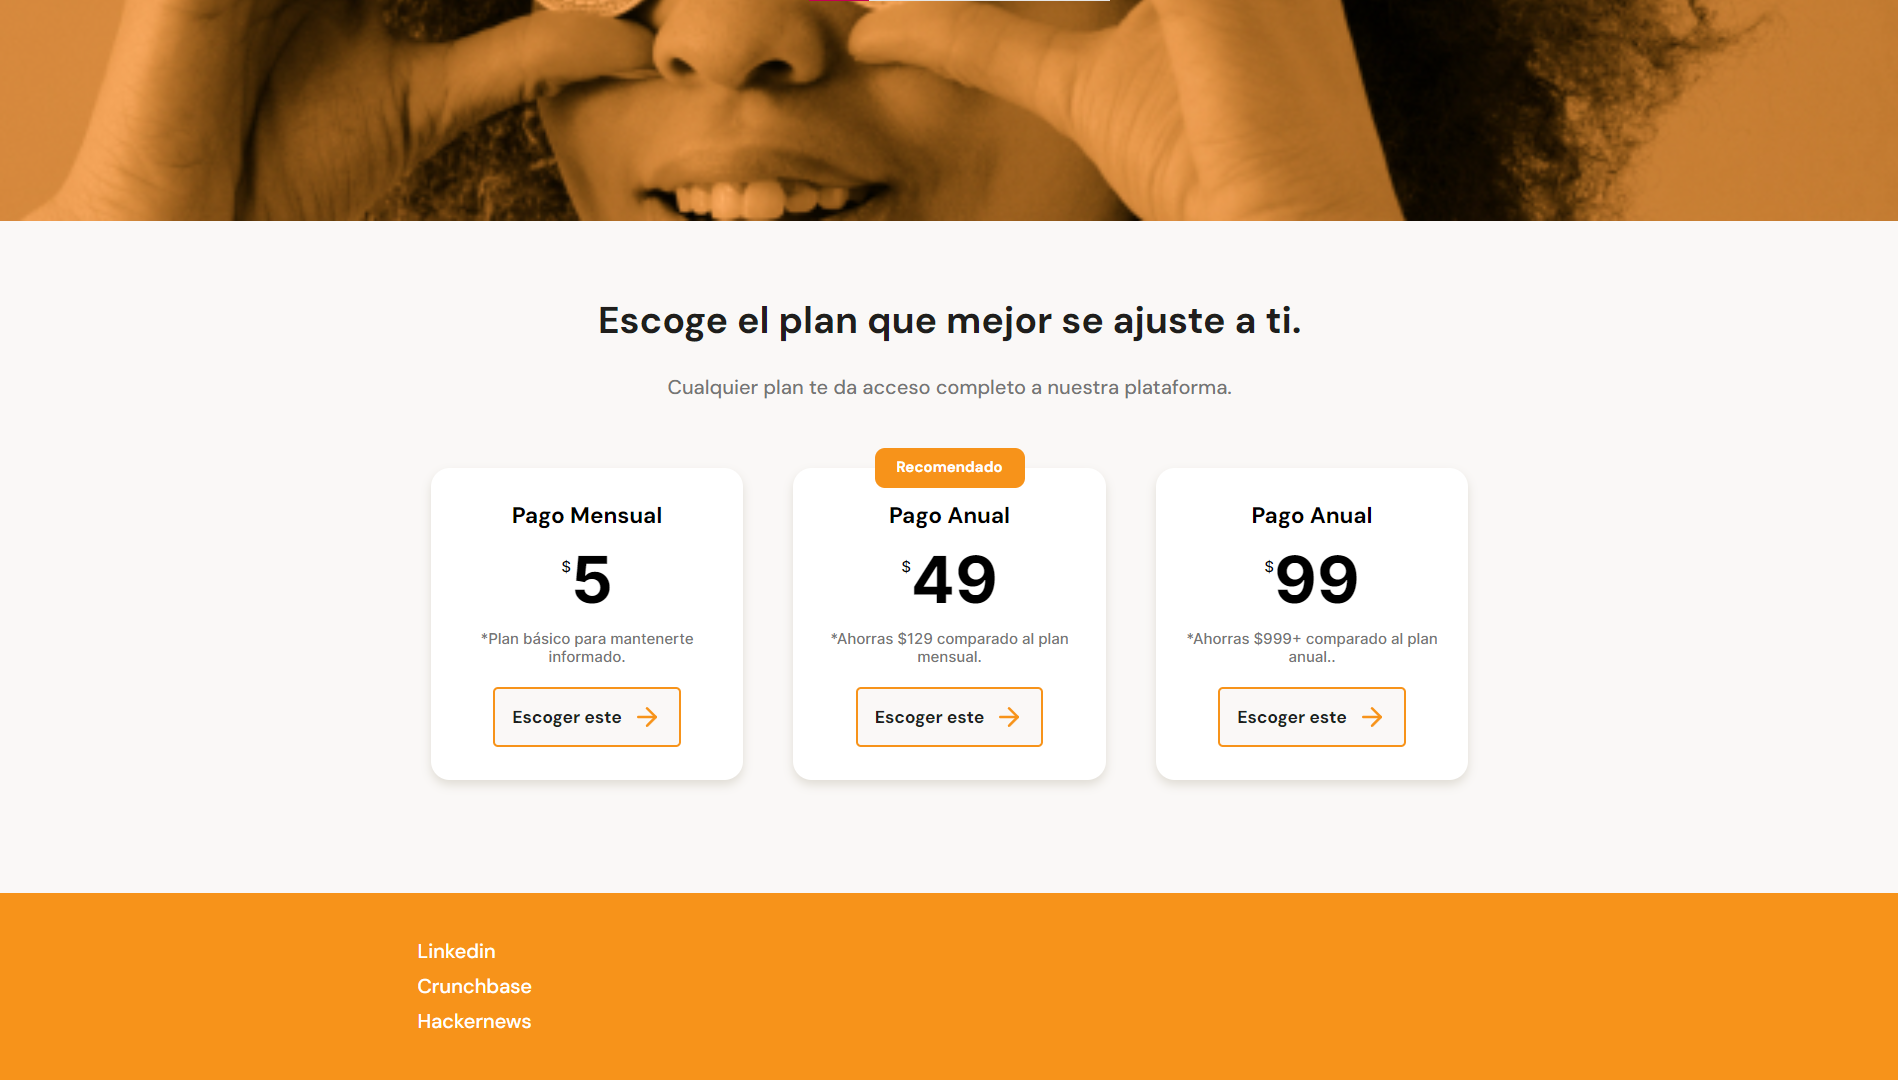 Escoge el plan que mejor se ajuste a ti.
Cualquier plan te da acceso completo a nuestra plataforma.
Pago Mensual
$5
*Plan básico para mantenerte
informado.
Escoger este
Recomendado
Pago Anual
$49
*Ahorras $129 comparado al plan
mensual.
Escoger este
Pago Anual
$99
*Ahorras $999+ comparado al plan
anual..
Escoger este
Linkedin
Crunchbase
Hackernews